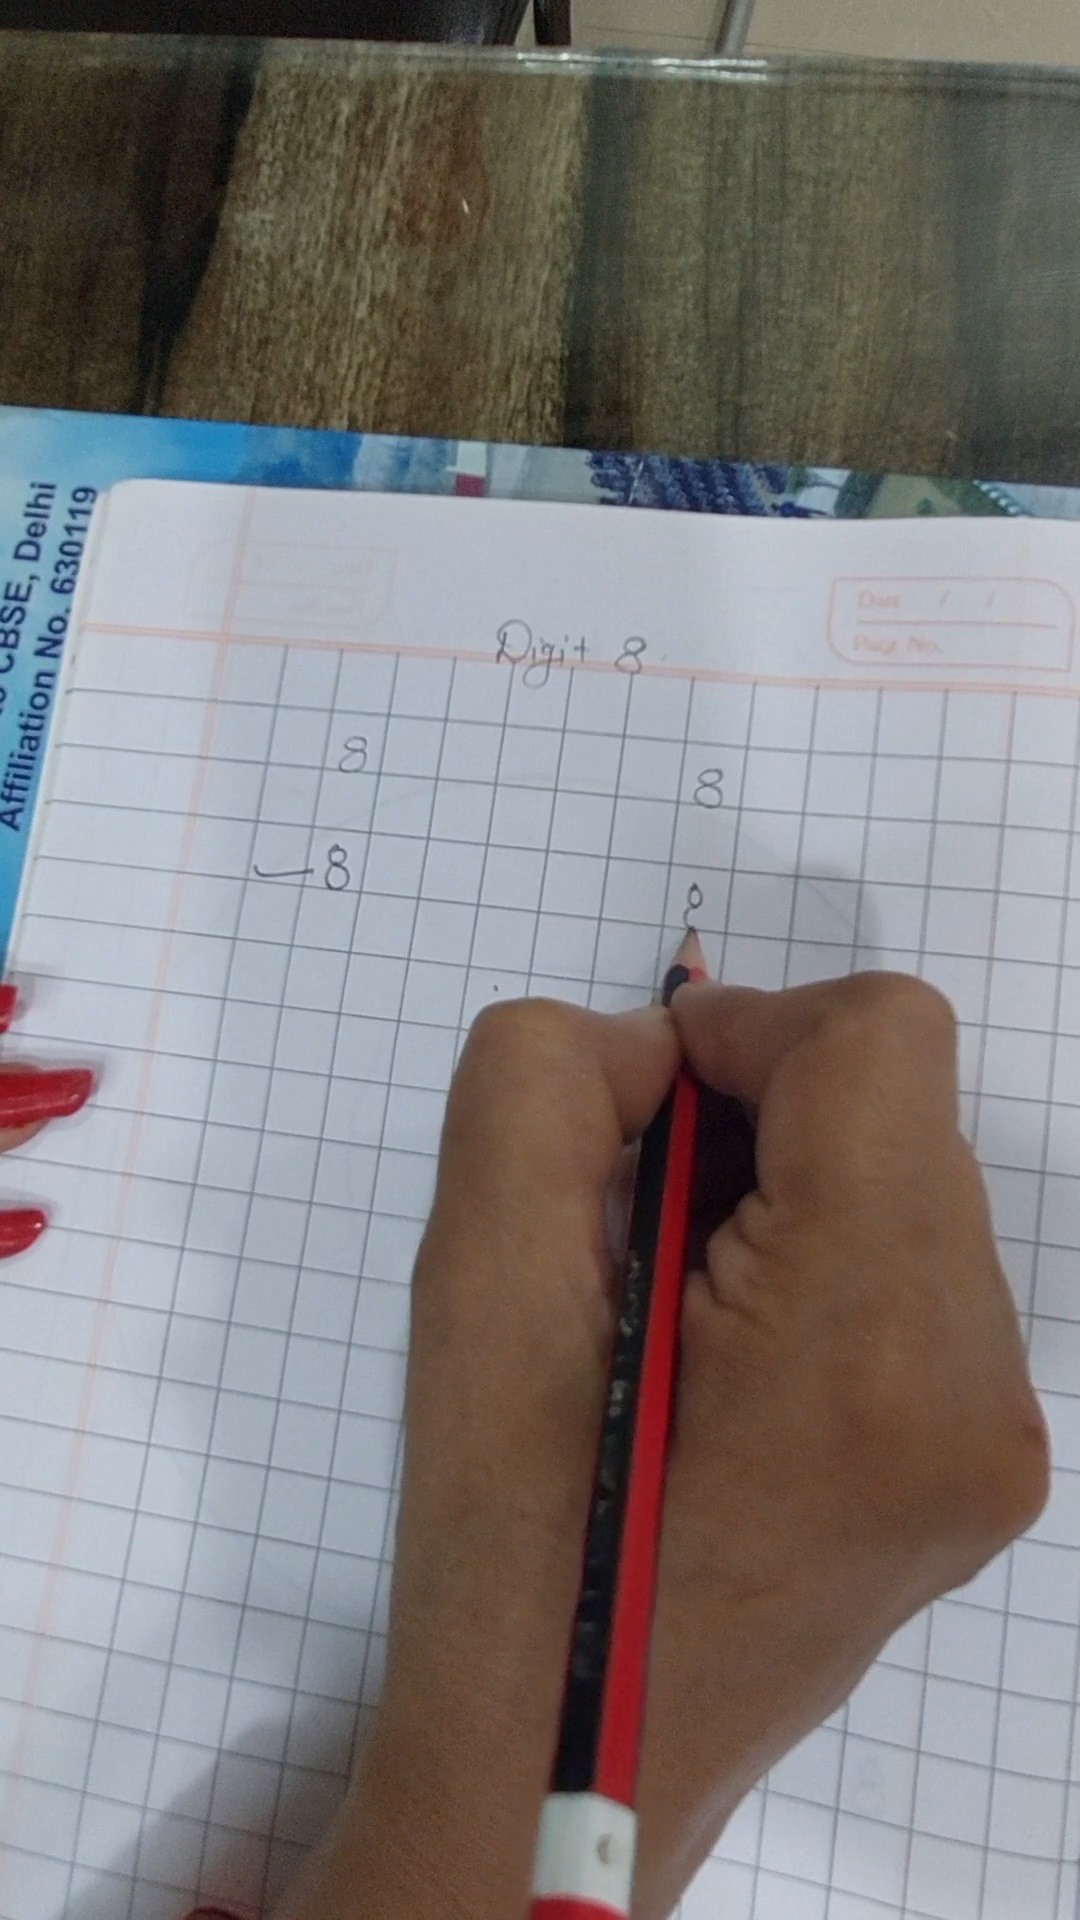 CBSE, Delhi
Affiliation No. 630119
Date / /
Page No.
Digit 8
8 8
8